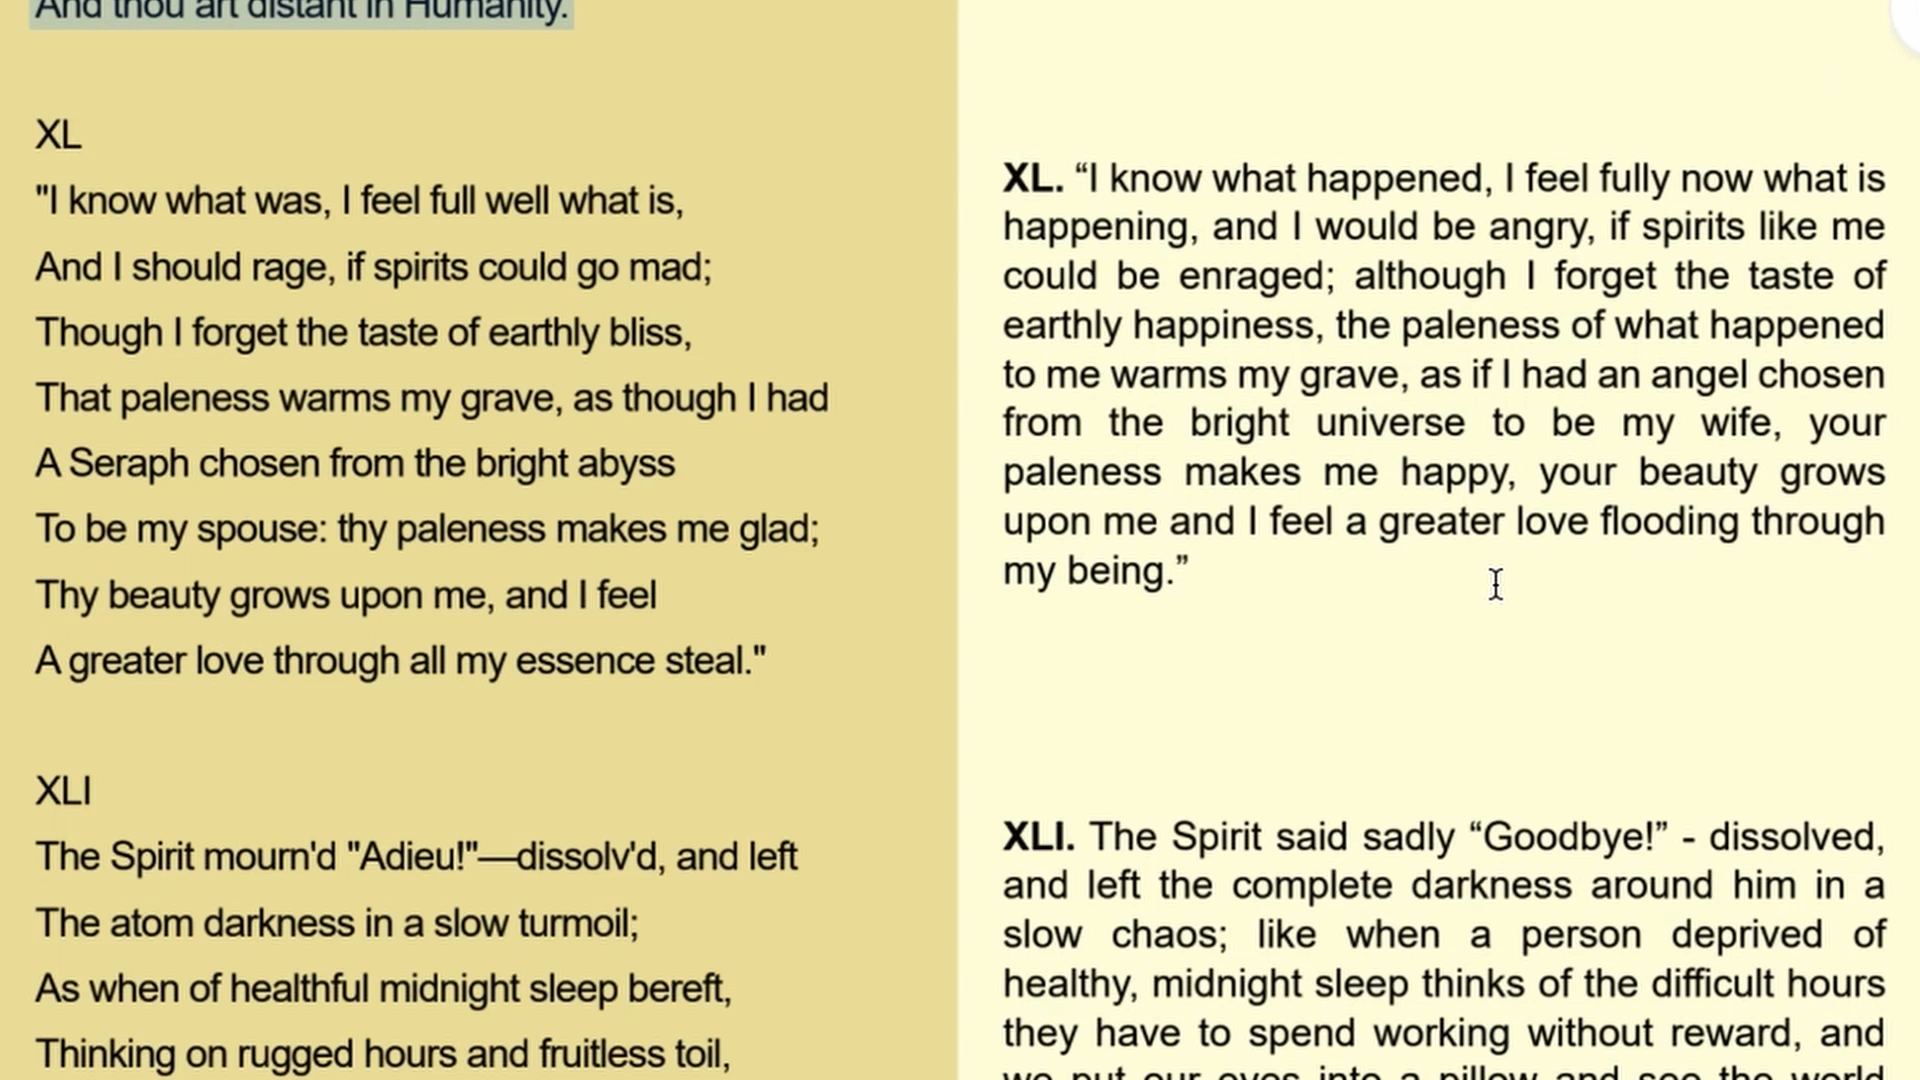 And thou art distant in Humanity.
XL
"I know what was, I feel full well what is,
And I should rage, if spirits could go mad;
Though I forget the taste of earthly bliss,
That paleness warms my grave, as though I had
A Seraph chosen from the bright abyss
To be my spouse: thy paleness makes me glad;
Thy beauty grows upon me, and I feel
A greater love through all my essence steal."
XLI
The Spirit mourn'd "Adieu!"—dissolv'd, and left
The atom darkness in a slow turmoil;
As when of healthful midnight sleep bereft,
Thinking on rugged hours and fruitless toil,
XL. “I know what happened, I feel fully now what is
happening, and I would be angry, if spirits like me
could be enraged; although I forget the taste of
earthly happiness, the paleness of what happened
to me warms my grave, as if I had an angel chosen
from the bright universe to be my wife, your
paleness makes me happy, your beauty grows
upon me and I feel a greater love flooding through
my being.”
XLI. The Spirit said sadly “Goodbye!” - dissolved,
and left the complete darkness around him in a
slow chaos; like when a person deprived of
healthy, midnight sleep thinks of the difficult hours
they have to spend working without reward, and
we put our eyes into a pillow and see the world